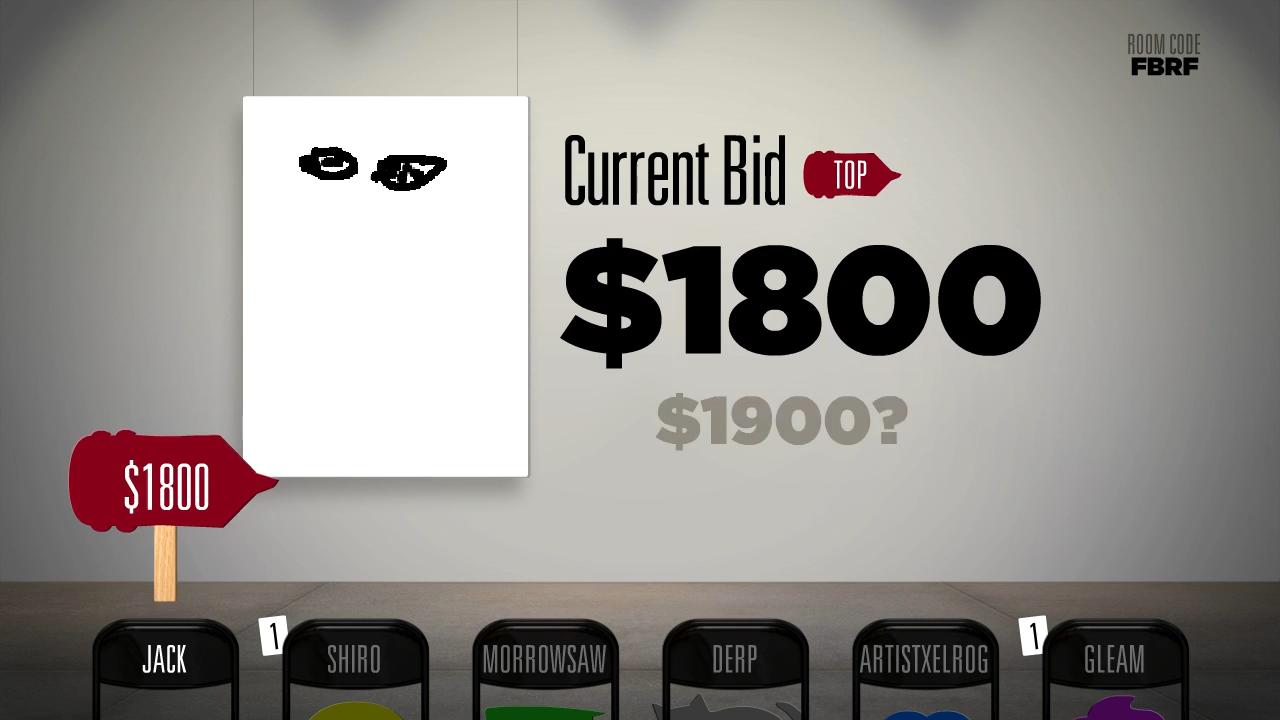 ROOM CODE
FBRF
Current Bid
TOP
$1800
$1900?
$1800
1
1
JACK
SHIRO
MORROWSAW
DERP
ARTISTXELROG
GLEAM